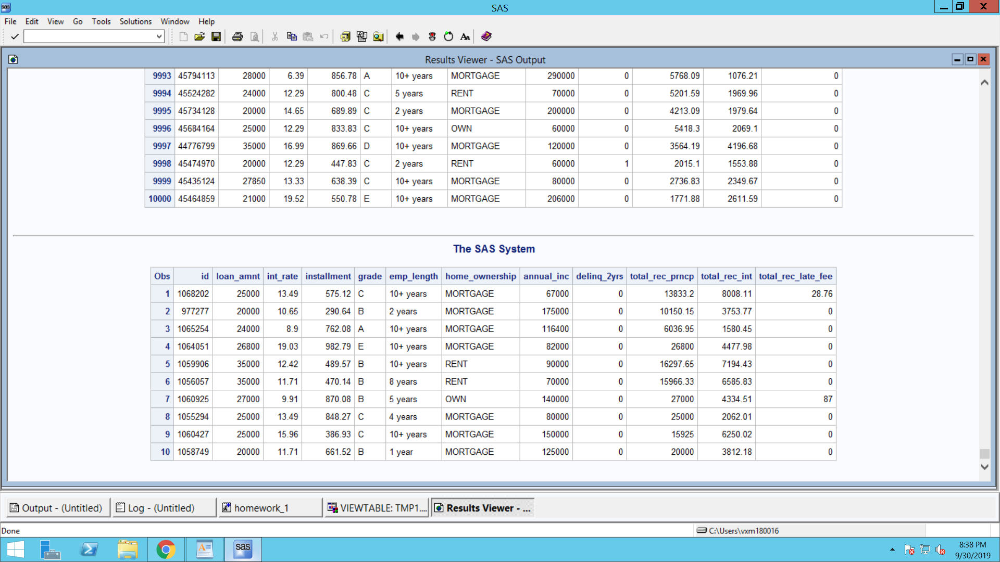 sas SAS
File Edit View Go Tools Solutions Window Help
Results Viewer - SAS Output
9993 45794113 28000 6.39 856.78 A 10+ years MORTGAGE 290000 0 5768.09 1076.21 0
9994 45524282 24000 12.29 800.48 C 5 years RENT 70000 0 5201.59 1969.96 0
9995 45734128 20000 14.65 689.89 C 2 years MORTGAGE 200000 0 4213.09 1979.64 0
9996 45684164 25000 12.29 833.83 C 10+ years OWN 60000 0 5418.3 2069.1 0
9997 44776799 35000 16.99 869.66 D 10+ years MORTGAGE 120000 0 3564.19 4196.68 0
9998 45474970 20000 12.29 447.83 C 2 years RENT 60000 1 2015.1 1553.88 0
9999 45435124 27850 13.33 638.39 C 10+ years MORTGAGE 80000 0 2736.83 2349.67 0
10000 45464859 21000 19.52 550.78 E 10+ years MORTGAGE 206000 0 1771.88 2611.59 0
The SAS System
Obs id loan_amnt int_rate installment grade emp_length home_ownership annual_inc delinq_2yrs total_rec_prncp total_rec_int total_rec_late_fee
1 1068202 25000 13.49 575.12 C 10+ years MORTGAGE 67000 0 13833.2 8008.11 28.76
2 977277 20000 10.65 290.64 B 2 years MORTGAGE 175000 0 10150.15 3753.77 0
3 1065254 24000 8.9 762.08 A 10+ years MORTGAGE 116400 0 6036.95 1580.45 0
4 1064051 26800 19.03 982.79 E 10+ years MORTGAGE 82000 0 26800 4477.98 0
5 1059906 35000 12.42 489.57 B 10+ years RENT 90000 0 16297.65 7194.43 0
6 1056057 35000 11.71 470.14 B 8 years RENT 70000 0 15966.33 6585.83 0
7 1060925 27000 9.91 870.08 B 5 years OWN 140000 0 27000 4334.51 87
8 1055294 25000 13.49 848.27 C 4 years MORTGAGE 80000 0 25000 2062.01 0
9 1060427 25000 15.96 386.93 C 10+ years MORTGAGE 150000 0 15925 6250.02 0
10 1058749 20000 11.71 661.52 B 1 year MORTGAGE 125000 0 20000 3812.18 0
Output - (Untitled) Log - (Untitled) homework_1 VIEWTABLE: TMP1.... Results Viewer - ...
Done C:\Users\vxm180016
sas 8:38 PM
9/30/2019